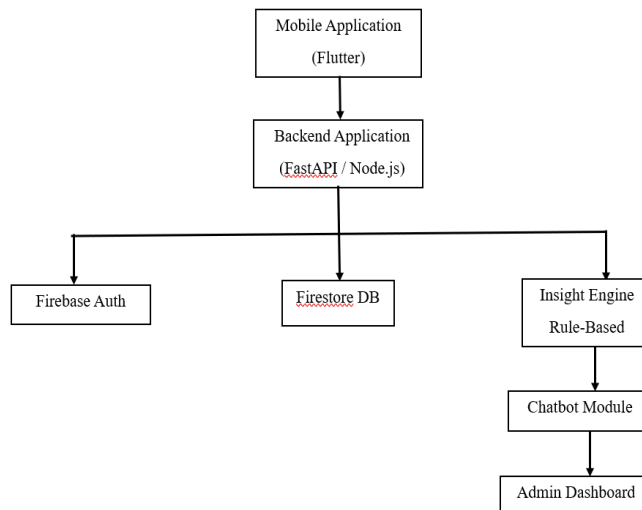 Mobile Application
(Flutter)
Backend Application
(FastAPI / Node.js)
Firebase Auth
Firestore DB
Insight Engine
Rule-Based
Chatbot Module
Admin Dashboard